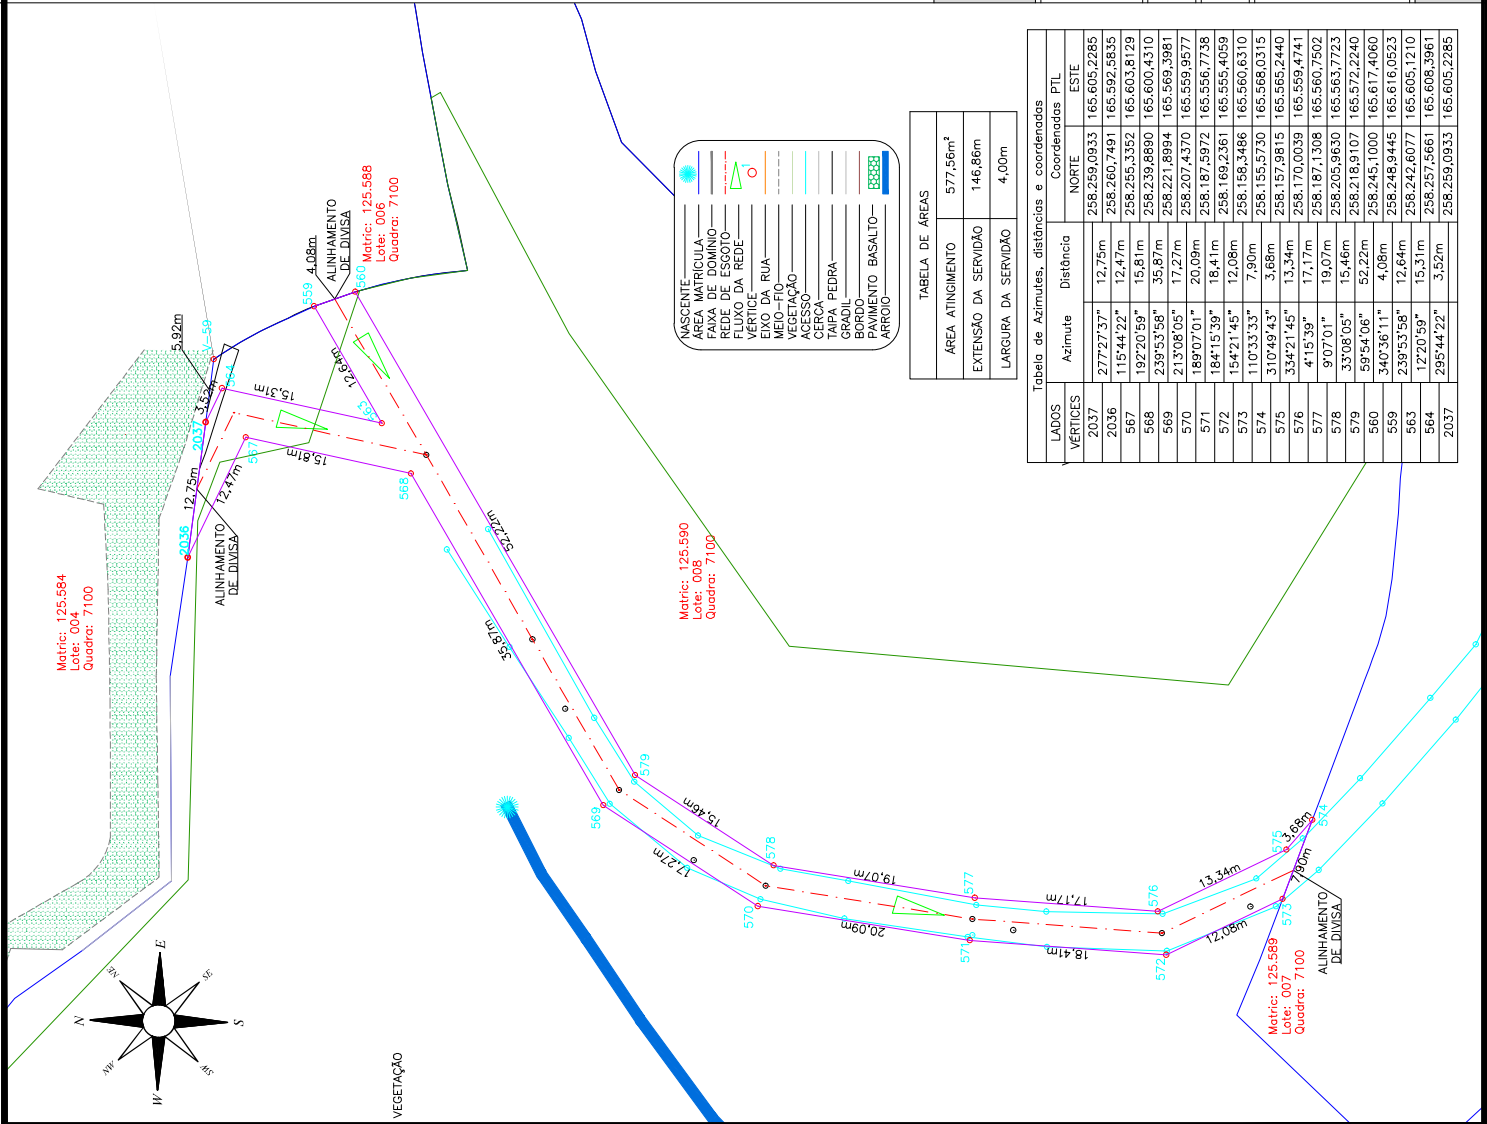 Matric: 125.584
Lote: 004
Quadra: 7100
Matric: 125.588
Lote: 006
Quadra: 7100
Matric: 125.590
Lote: 008
Quadra: 7100
Matric: 125.589
Lote: 007
Quadra: 7100
ALINHAMENTO
DE DIVISA
ALINHAMENTO
DE DIVISA
ALINHAMENTO
DE DIVISA
VEGETAÇÃO
N
NE
E
SE
S
SW
W
NW
2036
2037
V-59
564
567
568
563
559
560
569
579
570
578
571
577
572
576
573
575
574
5,92m
3,52m
12,75m
12,47m
15,31m
15,81m
12,64m
4,08m
52,22m
35,87m
17,27m
15,46m
20,09m
19,07m
18,41m
17,17m
12,08m
13,34m
3,68m
7,90m
NASCENTE
ÁREA MATRÍCULA
FAIXA DE DOMÍNIO
REDE DE ESGOTO
FLUXO DA REDE
VÉRTICE 1
EIXO DA RUA
MEIO-FIO
VEGETAÇÃO
ACESSO
CERCA
TAIPA PEDRA
GRADIL
BORDO
PAVIMENTO BASALTO
ARROIO
TABELA DE ÁREAS
ÁREA ATINGIMENTO 577,56m²
EXTENSÃO DA SERVIDÃO 146,86m
LARGURA DA SERVIDÃO 4,00m
Tabela de Azimutes, distâncias e coordenadas
LADOS VÉRTICES Azimute Distância Coordenadas PTL NORTE ESTE
2037 277°27'37" 12,75m 258.259,0933 165.605,2285
2036 115°44'22" 12,47m 258.260,7491 165.592,5835
567 192°20'59" 15,81m 258.255,3352 165.603,8129
568 239°53'58" 35,87m 258.239,8890 165.600,4310
569 213°08'05" 17,27m 258.221,8994 165.569,3981
570 189°07'01" 20,09m 258.207,4370 165.559,9577
571 184°15'39" 18,41m 258.187,5972 165.556,7738
572 154°21'45" 12,08m 258.169,2361 165.555,4059
573 110°33'33" 7,90m 258.158,3486 165.560,6310
574 310°49'43" 3,68m 258.155,5730 165.568,0315
575 334°21'45" 13,34m 258.157,9815 165.565,2440
576 4°15'39" 17,17m 258.170,0039 165.559,4741
577 9°07'01" 19,07m 258.187,1308 165.560,7502
578 33°08'05" 15,46m 258.205,9630 165.563,7723
579 59°54'06" 52,22m 258.218,9107 165.572,2240
560 340°36'11" 4,08m 258.245,1000 165.617,4060
559 239°53'58" 12,64m 258.248,9445 165.616,0523
563 12°20'59" 15,31m 258.242,6077 165.605,1210
564 295°44'22" 3,52m 258.257,5661 165.608,3961
2037 258.259,0933 165.605,2285